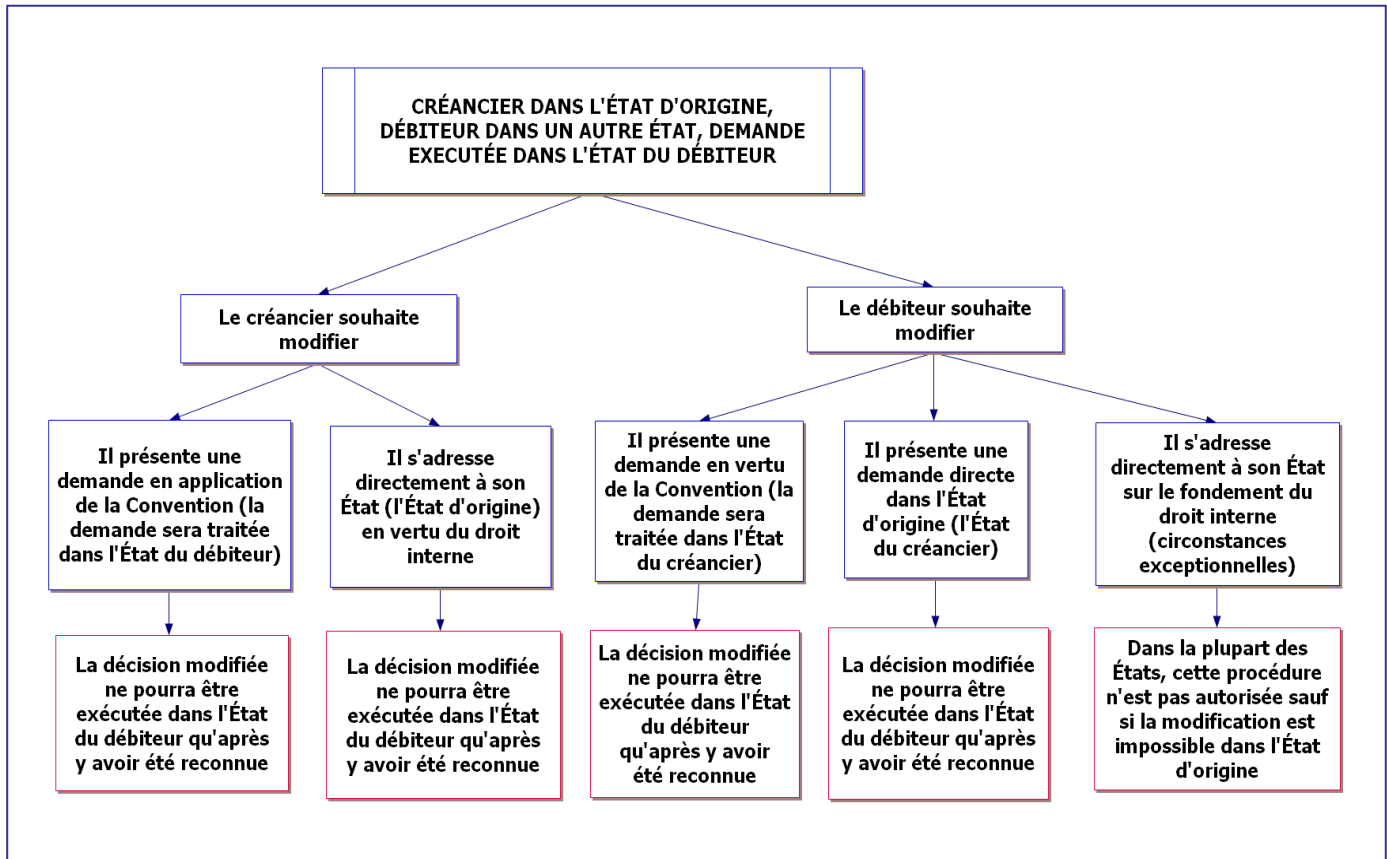 CRÉANCIER DANS L'ÉTAT D'ORIGINE,
DÉBITEUR DANS UN AUTRE ÉTAT, DEMANDE
EXECUTÉE DANS L'ÉTAT DU DÉBITEUR
Le créancier souhaite
modifier
Le débiteur souhaite
modifier
Il présente une
demande en application
de la Convention (la
demande sera traitée
dans l'État du débiteur)
Il s'adresse
directement à son
État (l'État d'origine)
en vertu du droit
interne
Il présente une
demande en vertu
de la Convention (la
demande sera
traitée dans l'État
du créancier)
Il présente une
demande directe
dans l'État
d'origine (l'État
du créancier)
Il s'adresse
directement à son État
sur le fondement du
droit interne
(circonstances
exceptionnelles)
La décision modifiée
ne pourra être
exécutée dans l'État
du débiteur qu'après
y avoir été reconnue
La décision modifiée
ne pourra être
exécutée dans l'État
du débiteur qu'après
y avoir été reconnue
La décision modifiée
ne pourra être
exécutée dans l'État
du débiteur
qu'après y avoir
été reconnue
La décision modifiée
ne pourra être
exécutée dans l'État
du débiteur qu'après
y avoir été reconnue
Dans la plupart des
États, cette procédure
n'est pas autorisée sauf
si la modification est
impossible dans l'État
d'origine